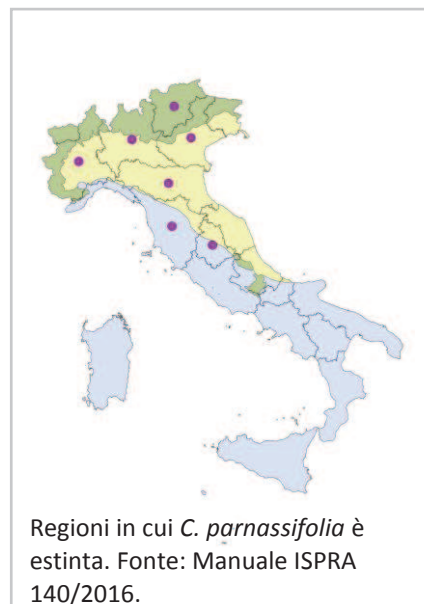 Regioni in cui C. parnassifolia è
estinta. Fonte: Manuale ISPRA
140/2016.